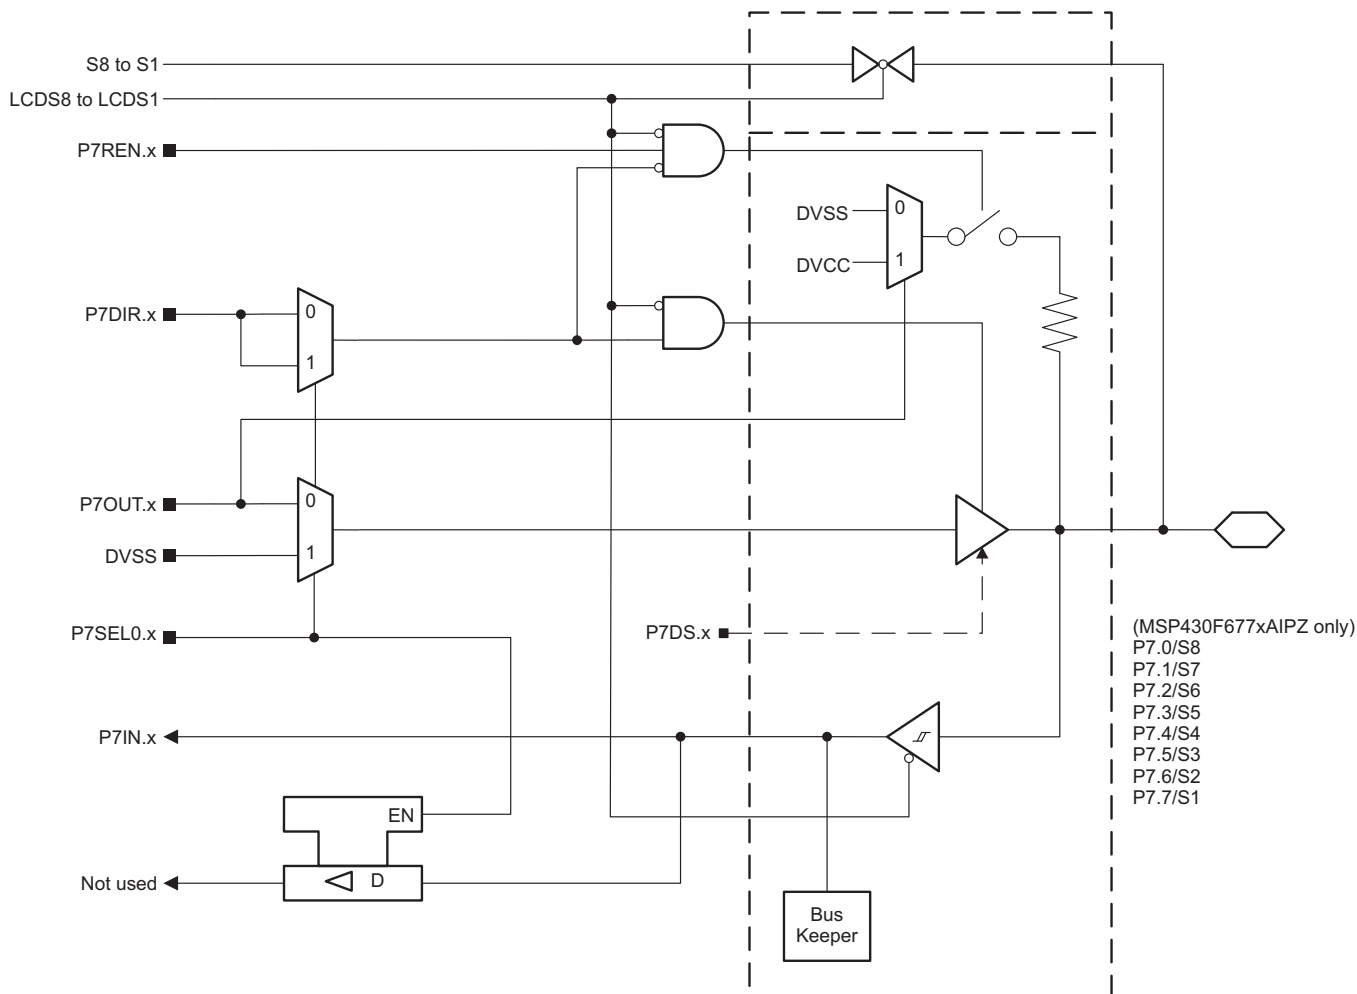 S8 to S1
LCDS8 to LCDS1
P7REN.x
DVSS
0
DVCC
1
P7DIR.x
0
1
P7OUT.x
0
DVSS
1
P7SEL0.x
P7DS.x
(MSP430F677xAIPZ only)
P7.0/S8
P7.1/S7
P7.2/S6
P7.3/S5
P7.4/S4
P7.5/S3
P7.6/S2
P7.7/S1
P7IN.x
EN
Not used
D
Bus
Keeper